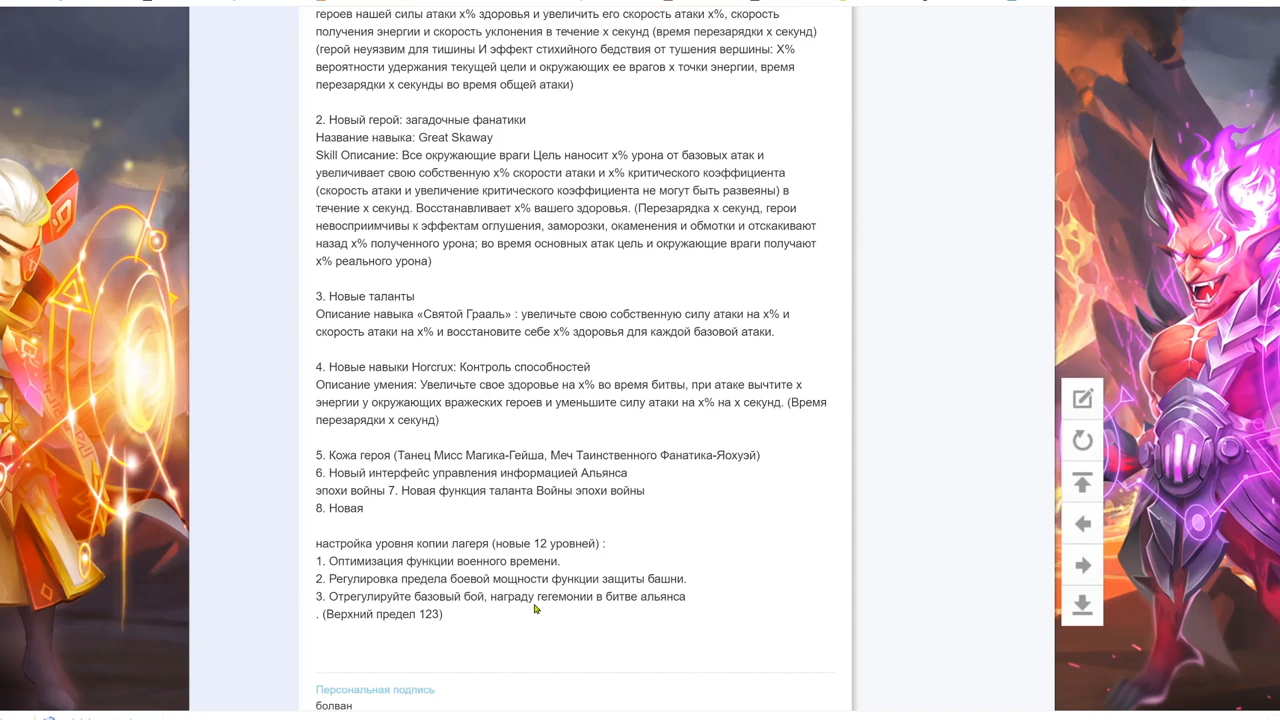 героев нашей силы атаки x% здоровья и увеличить его скорость атаки x%, скорость
получения энергии и скорость уклонения в течение x секунд (время перезарядки x секунд)
(герой неуязвим для тишины И эффект стихийного бедствия от тушения вершины: X%
вероятности удержания текущей цели и окружающих ее врагов x точки энергии, время
перезарядки x секунды во время общей атаки)
2. Новый герой: загадочные фанатики
Название навыка: Great Skaway
Skill Описание: Все окружающие враги Цель наносит x% урона от базовых атак и
увеличивает свою собственную x% скорости атаки и x% критического коэффициента
(скорость атаки и увеличение критического коэффициента не могут быть развеяны) в
течение x секунд. Восстанавливает x% вашего здоровья. (Перезарядка x секунд, герои
невосприимчивы к эффектам оглушения, заморозки, окаменения и обмотки и отскакивают
назад x% полученного урона; во время основных атак цель и окружающие враги получают
x% реального урона)
3. Новые таланты
Описание навыка «Святой Грааль» : увеличьте свою собственную силу атаки на x% и
скорость атаки на x% и восстановите себе x% здоровья для каждой базовой атаки.
4. Новые навыки Horcrux: Контроль способностей
Описание умения: Увеличьте свое здоровье на x% во время битвы, при атаке вычтите x
энергии у окружающих вражеских героев и уменьшите силу атаки на x% на x секунд. (Время
перезарядки x секунд)
5. Кожа героя (Танец Мисс Магика-Гейша, Меч Таинственного Фанатика-Яохуэй)
6. Новый интерфейс управления информацией Альянса
эпохи войны 7. Новая функция таланта Войны эпохи войны
8. Новая
настройка уровня копии лагеря (новые 12 уровней) :
1. Оптимизация функции военного времени.
2. Регулировка предела боевой мощности функции защиты башни.
3. Отрегулируйте базовый бой, награду гегемонии в битве альянса
. (Верхний предел 123)
Персональная подпись
болван